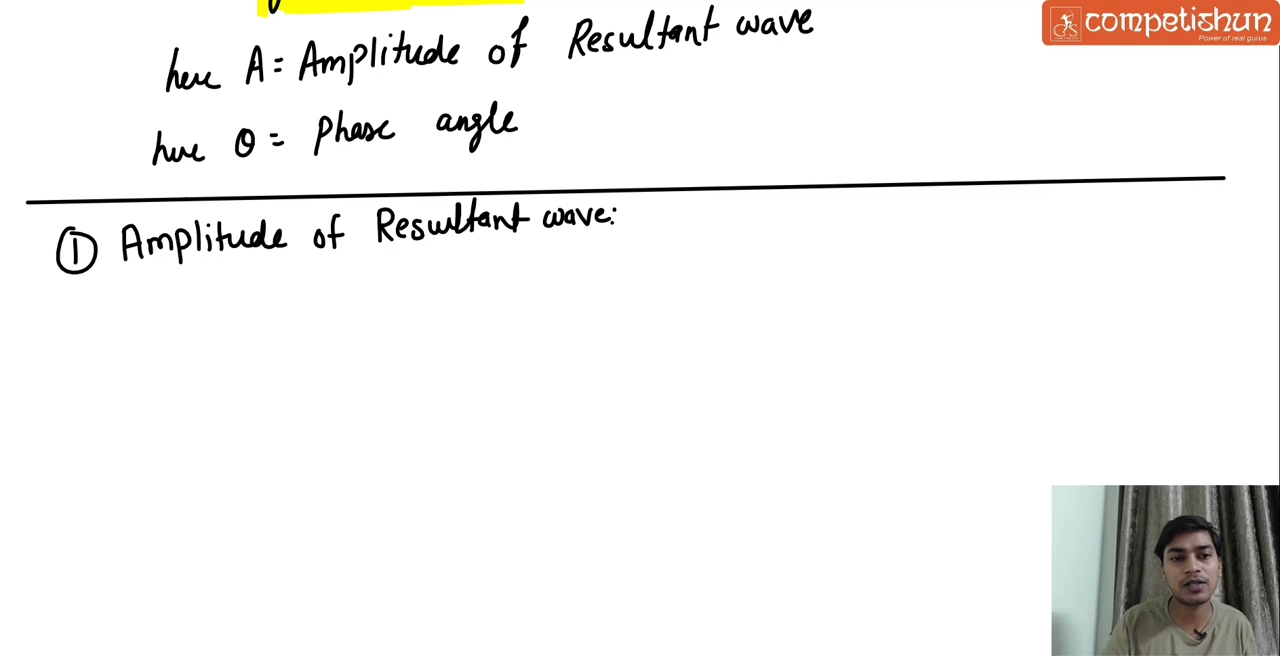 competishun
Power of real gurus
here A = Amplitude of Resultant wave
here θ = phase angle
① Amplitude of Resultant wave: